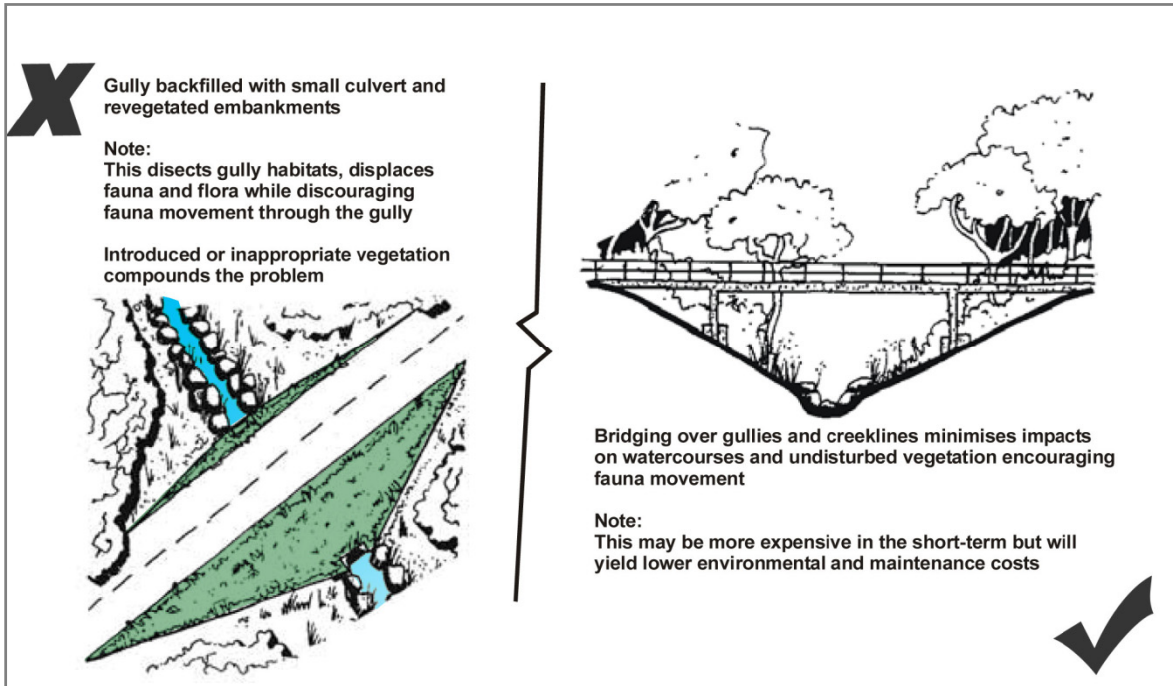 Gully backfilled with small culvert and
revegetated embankments
Note:
This disects gully habitats, displaces
fauna and flora while discouraging
fauna movement through the gully
Introduced or inappropriate vegetation
compounds the problem
Bridging over gullies and creeklines minimises impacts
on watercourses and undisturbed vegetation encouraging
fauna movement
Note:
This may be more expensive in the short-term but will
yield lower environmental and maintenance costs